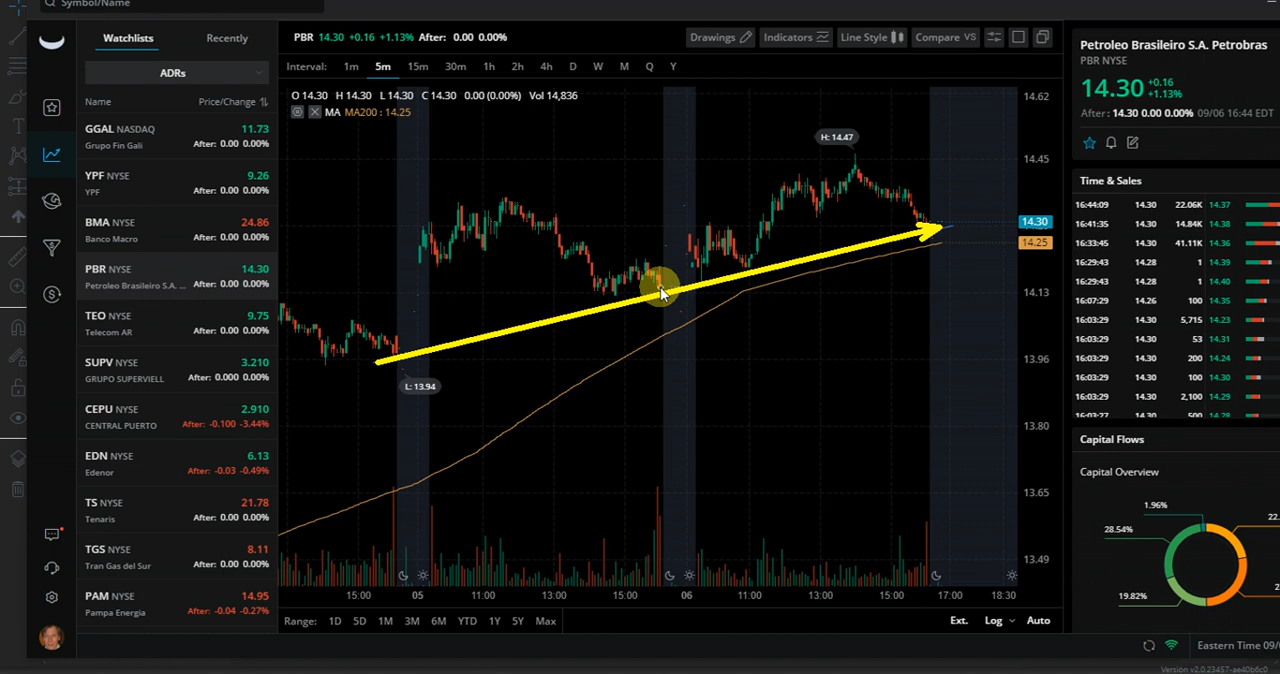 Symbol/Name
Watchlists Recently
ADRs
Name Price/Change
GGAL NASDAQ 11.73
Grupo Fin Gali After: 0.00 0.00%
YPF NYSE 9.26
YPF After: 0.00 0.00%
BMA NYSE 24.86
Banco Macro After: 0.00 0.00%
PBR NYSE 14.30
Petroleo Brasileiro S.A. ... After: 0.00 0.00%
TEO NYSE 9.75
Telecom AR After: 0.00 0.00%
SUPV NYSE 3.210
GRUPO SUPERVIELL After: 0.000 0.00%
CEPU NYSE 2.910
CENTRAL PUERTO After: -0.100 -3.44%
EDN NYSE 6.13
Edenor After: -0.03 -0.49%
TS NYSE 21.78
Tenaris After: 0.00 0.00%
TGS NYSE 8.11
Tran Gas del Sur After: 0.00 0.00%
PAM NYSE 14.95
Pampa Energia After: -0.04 -0.27%
PBR 14.30 +0.16 +1.13% After: 0.00 0.00%
Drawings Indicators Line Style Compare VS
Interval: 1m 5m 15m 30m 1h 2h 4h D W M Q Y
O 14.30 H 14.30 L 14.30 C 14.30 0.00 (0.00%) Vol 14,836
MA MA200 : 14.25
H: 14.47
L: 13.94
14.62
14.45
14.30
14.25
14.13
13.96
13.80
13.65
13.49
15:00 05 11:00 13:00 15:00 06 11:00 13:00 15:00 17:00 18:30
Range: 1D 5D 1M 3M 6M YTD 1Y 5Y Max
Ext. Log Auto
Petroleo Brasileiro S.A. Petrobras
PBR NYSE
14.30 +0.16
+1.13%
After: 14.30 0.00 0.00% 09/06 16:44 EDT
Time & Sales
16:44:09 14.30 22.06K 14.37
16:41:35 14.30 14.84K 14.38
16:33:45 14.30 41.11K 14.36
16:29:43 14.28 1 14.39
16:29:43 14.28 1 14.40
16:07:29 14.26 100 14.35
16:03:29 14.30 5,715 14.23
16:03:29 14.30 53 14.31
16:03:29 14.30 200 14.24
16:03:29 14.30 100 14.30
16:03:29 14.30 2,100 14.29
16:03:27 14.30 500 14.28
Capital Flows
Capital Overview
1.96%
28.54%
19.82%
22.
Eastern Time 09/
Versión v2.0.23457-ae40b6c0